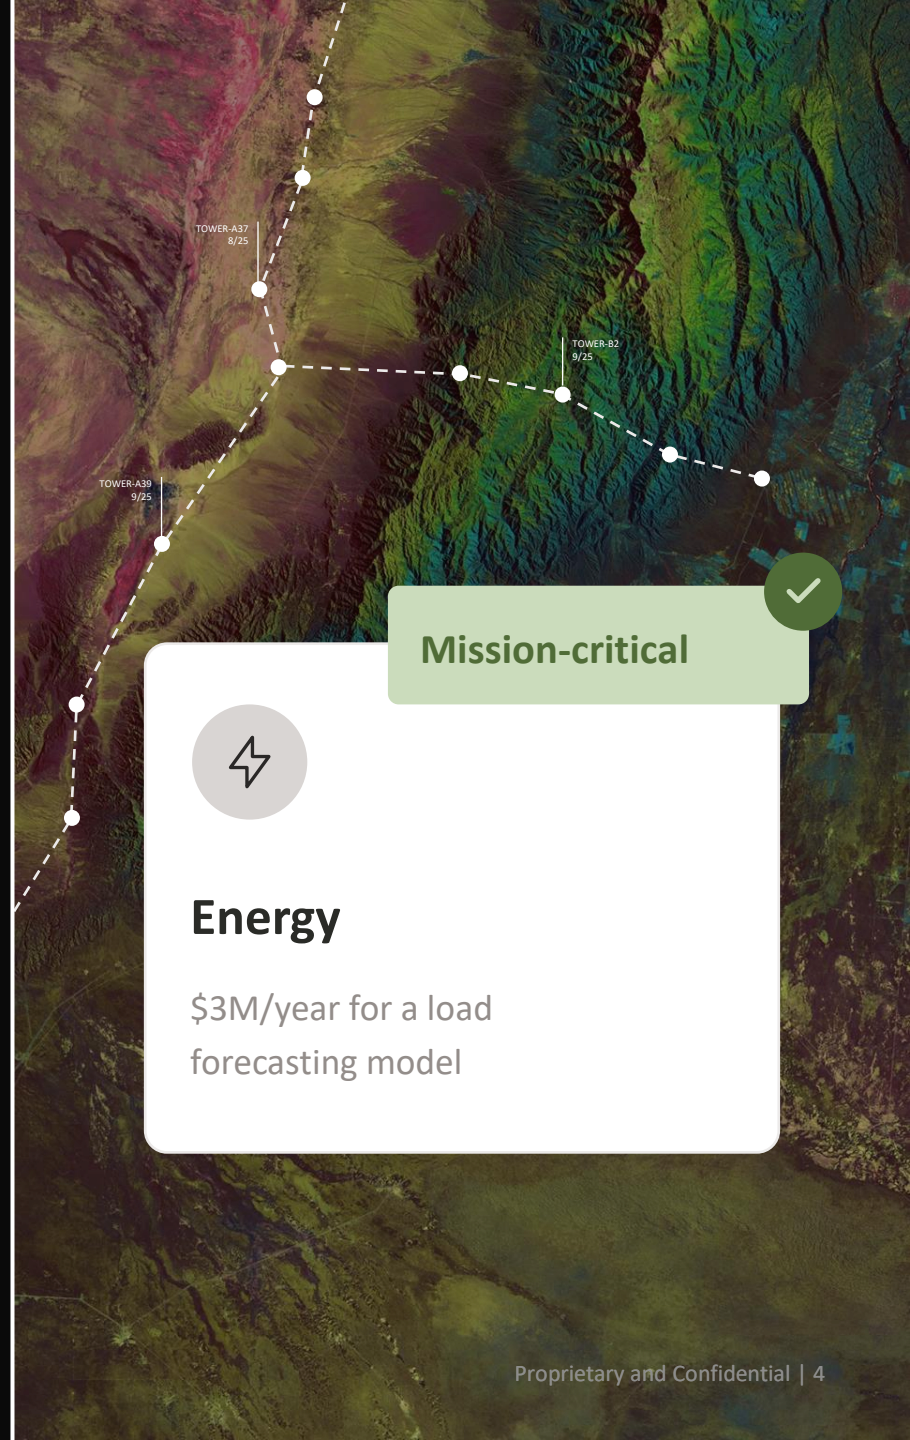 TOWER-A37
8/25
TOWER-B2
9/25
TOWER-A39
9/25
Mission-critical
Energy
$3M/year for a load
forecasting model
Proprietary and Confidential | 4